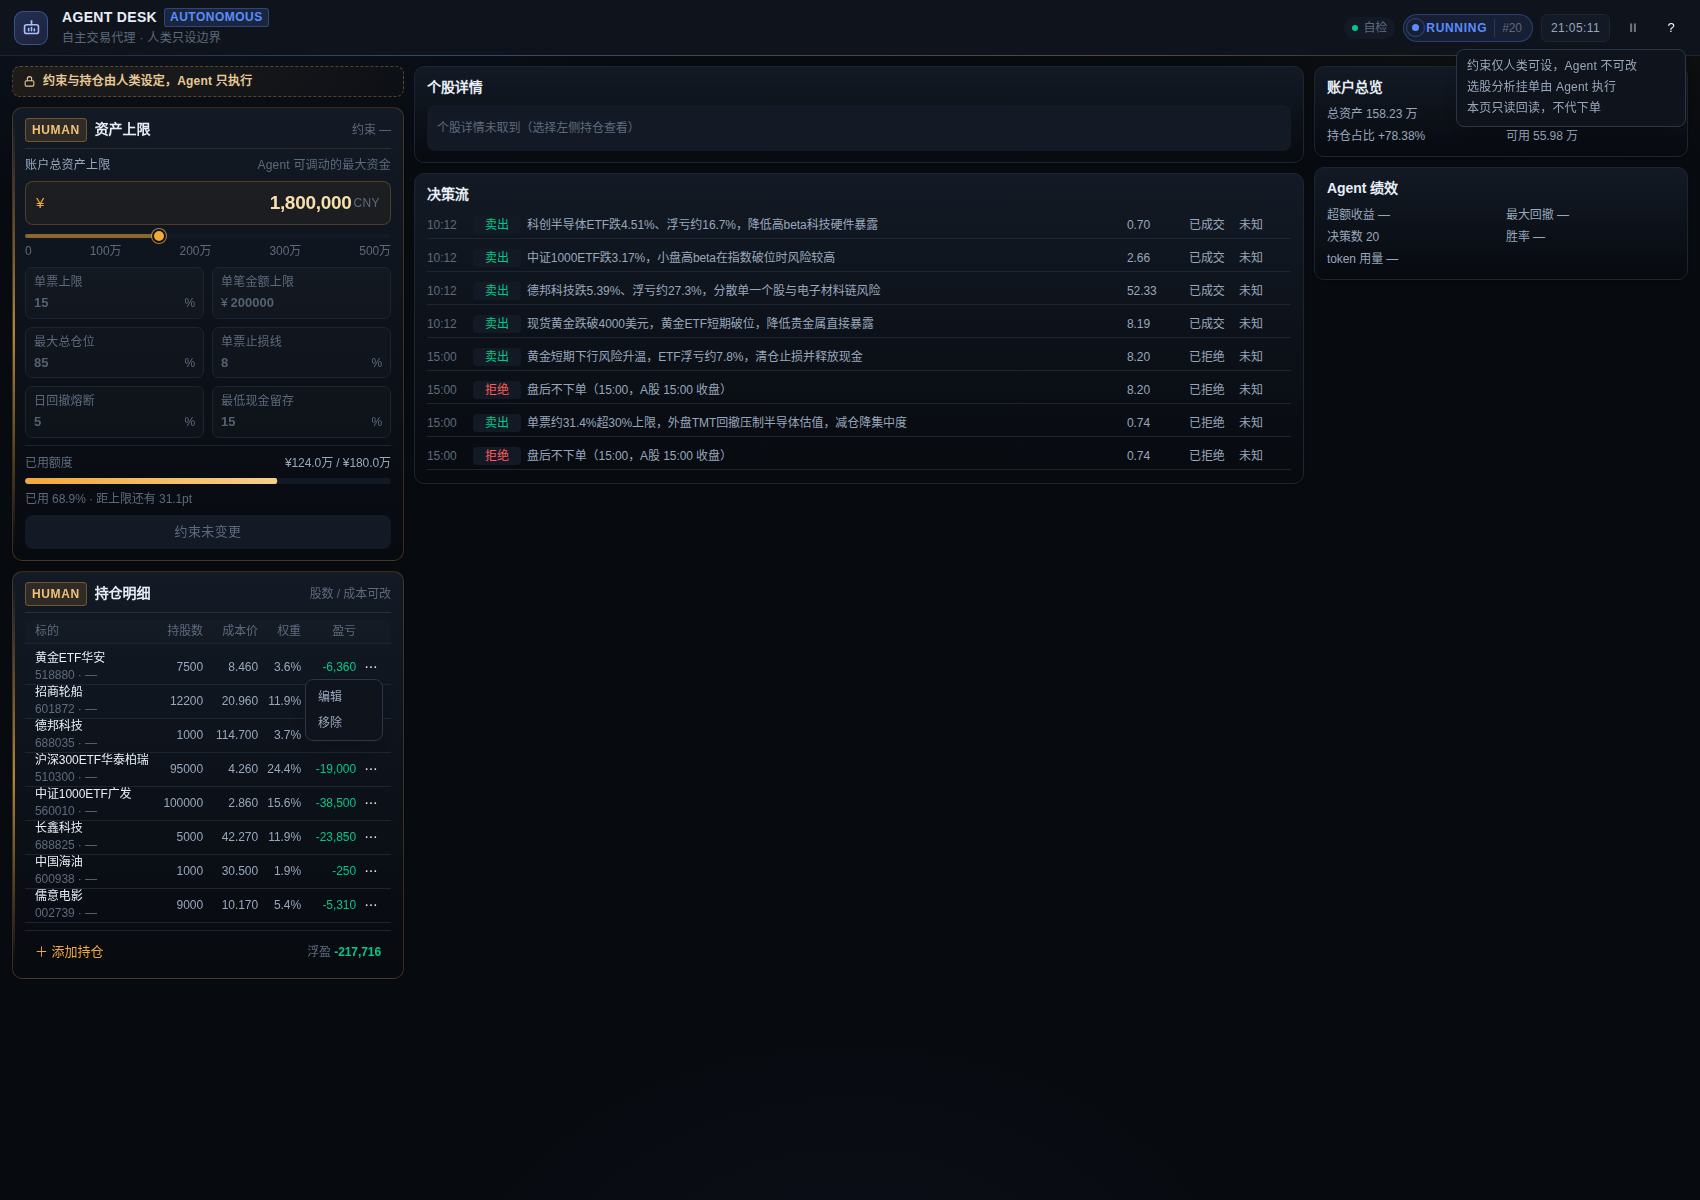 AGENT DESK AUTONOMOUS
自主交易代理 · 人类只设边界
自检 RUNNING #20 21:05:11 ?
约束仅人类可设，Agent 不可改
选股分析挂单由 Agent 执行
本页只读回读，不代下单
约束与持仓由人类设定，Agent 只执行
HUMAN 资产上限 约束 —
账户总资产上限 Agent 可调动的最大资金
¥ 1,800,000 CNY
0 100万 200万 300万 500万
单票上限 单笔金额上限
15 % ¥ 200000
最大总仓位 单票止损线
85 % 8 %
日回撤熔断 最低现金留存
5 % 15 %
已用额度 ¥124.0万 / ¥180.0万
已用 68.9% · 距上限还有 31.1pt
约束未变更
HUMAN 持仓明细 股数 / 成本可改
标的 持股数 成本价 权重 盈亏
黄金ETF华安
518880 · — 7500 8.460 3.6% -6,360 ···
招商轮船
601872 · — 12200 20.960 11.9%
德邦科技
688035 · — 1000 114.700 3.7%
编辑
移除
沪深300ETF华泰柏瑞
510300 · — 95000 4.260 24.4% -19,000 ···
中证1000ETF广发
560010 · — 100000 2.860 15.6% -38,500 ···
长鑫科技
688825 · — 5000 42.270 11.9% -23,850 ···
中国海油
600938 · — 1000 30.500 1.9% -250 ···
儒意电影
002739 · — 9000 10.170 5.4% -5,310 ···
＋ 添加持仓 浮盈 -217,716
个股详情
个股详情未取到（选择左侧持仓查看）
决策流
10:12 卖出 科创半导体ETF跌4.51%、浮亏约16.7%，降低高beta科技硬件暴露 0.70 已成交 未知
10:12 卖出 中证1000ETF跌3.17%，小盘高beta在指数破位时风险较高 2.66 已成交 未知
10:12 卖出 德邦科技跌5.39%、浮亏约27.3%，分散单一个股与电子材料链风险 52.33 已成交 未知
10:12 卖出 现货黄金跌破4000美元，黄金ETF短期破位，降低贵金属直接暴露 8.19 已成交 未知
15:00 卖出 黄金短期下行风险升温，ETF浮亏约7.8%，清仓止损并释放现金 8.20 已拒绝 未知
15:00 拒绝 盘后不下单（15:00，A股 15:00 收盘） 8.20 已拒绝 未知
15:00 卖出 单票约31.4%超30%上限，外盘TMT回撤压制半导体估值，减仓降集中度 0.74 已拒绝 未知
15:00 拒绝 盘后不下单（15:00，A股 15:00 收盘） 0.74 已拒绝 未知
账户总览
总资产 158.23 万
持仓占比 +78.38% 可用 55.98 万
Agent 绩效
超额收益 — 最大回撤 —
决策数 20 胜率 —
token 用量 —